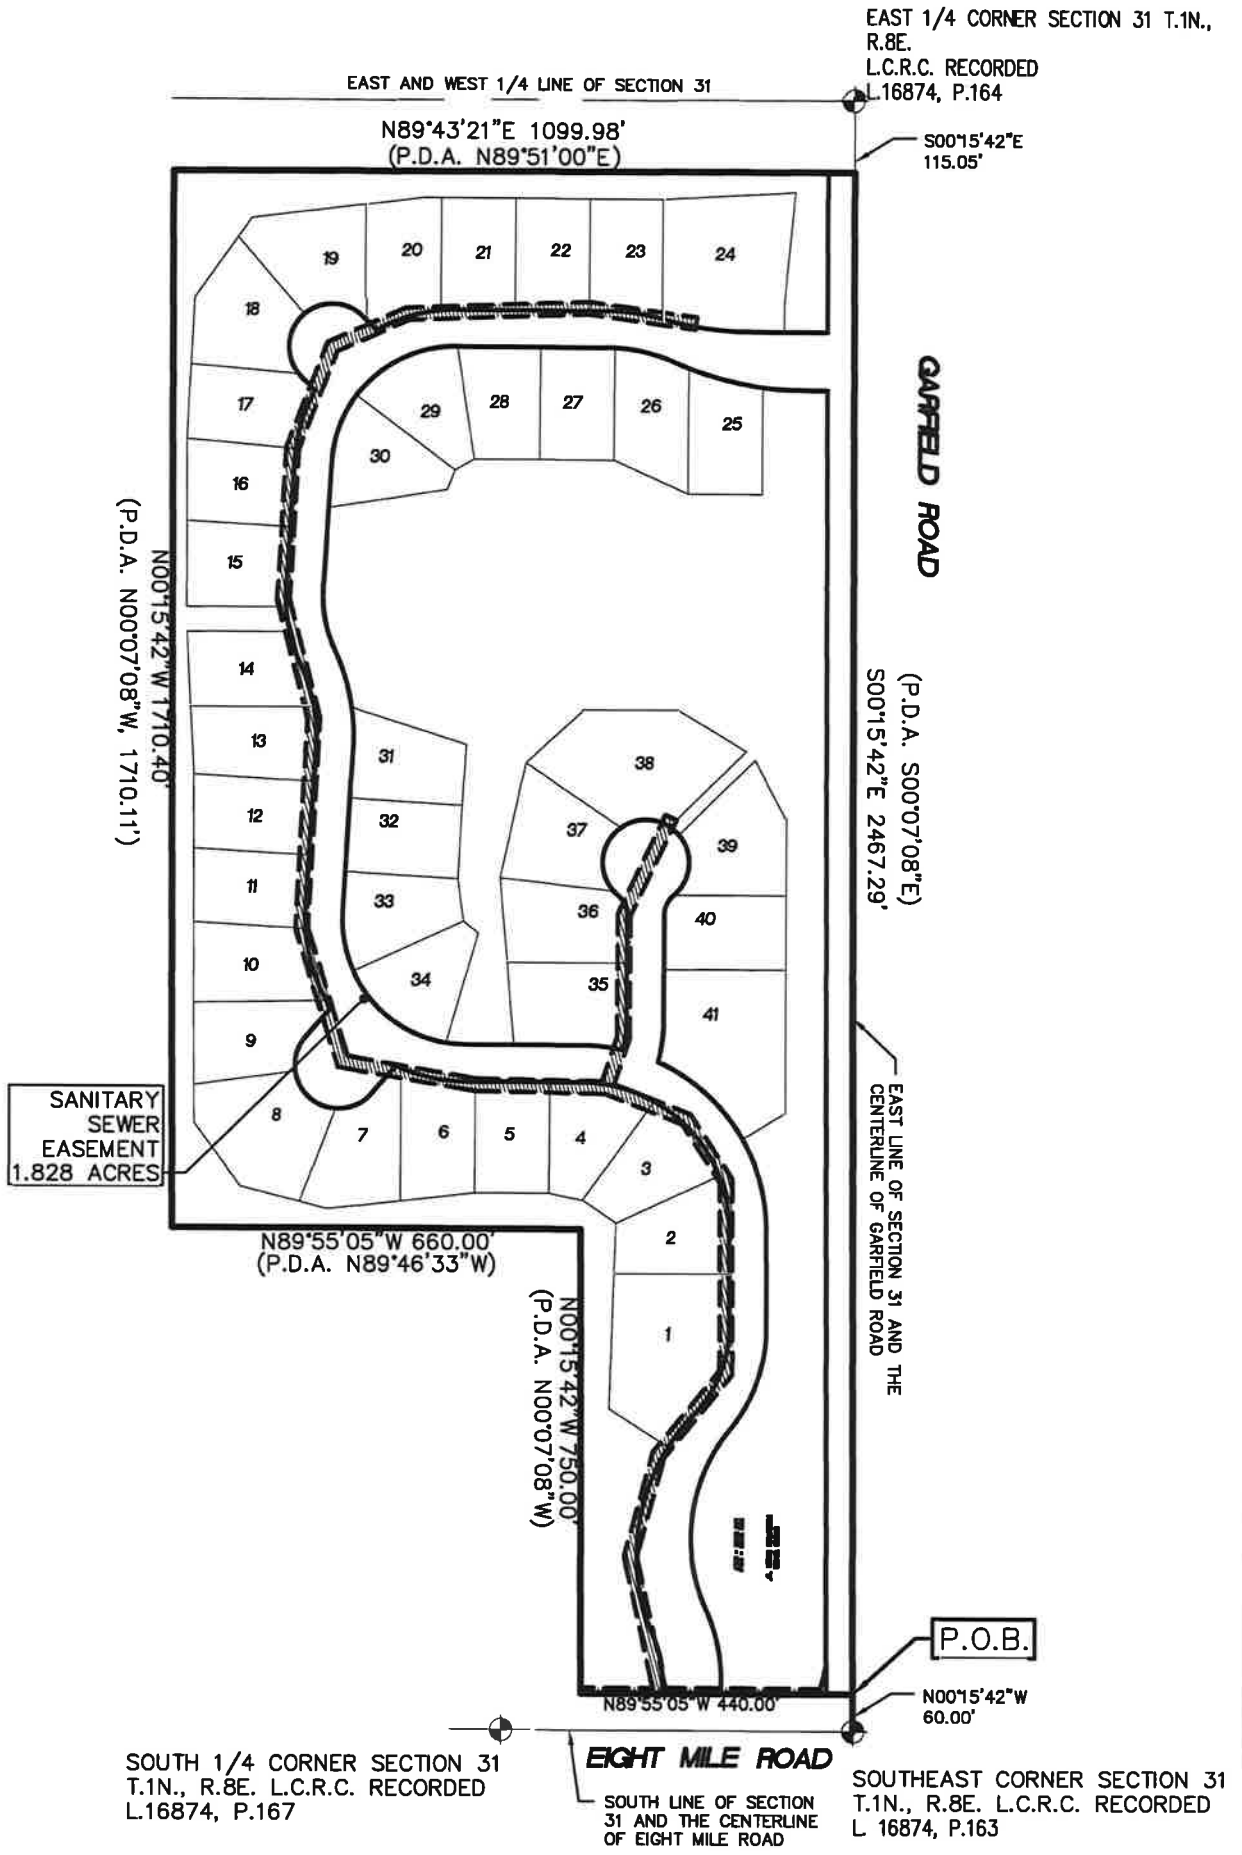 EAST 1/4 CORNER SECTION 31 T.1N.,
R.8E.
L.C.R.C. RECORDED
L.16874, P.164
EAST AND WEST 1/4 LINE OF SECTION 31
N89°43'21"E 1099.98'
(P.D.A. N89°51'00"E)
S00°15'42"E
115.05'
19
20
21
22
23
24
18
17
16
15
14
13
12
11
10
9
8
7
6
5
4
3
2
1
30
29
28
27
26
25
31
32
33
34
38
37
36
35
39
40
41
GARFIELD ROAD
(P.D.A. S00°07'08"E)
S00°15'42"E 2467.29'
N00°15'42"W 1710.40'
(P.D.A. N00°07'08"W, 1710.11')
EAST LINE OF SECTION 31 AND THE
CENTERLINE OF GARFIELD ROAD
SANITARY
SEWER
EASEMENT
1.828 ACRES
N89°55'05"W 660.00'
(P.D.A. N89°46'33"W)
N00°15'42"W 750.00'
(P.D.A. N00°07'08"W)
P.O.B.
N89°55'05"W 440.00'
N00°15'42"W
60.00'
EIGHT MILE ROAD
SOUTH 1/4 CORNER SECTION 31
T.1N., R.8E. L.C.R.C. RECORDED
L.16874, P.167
SOUTH LINE OF SECTION
31 AND THE CENTERLINE
OF EIGHT MILE ROAD
SOUTHEAST CORNER SECTION 31
T.1N., R.8E. L.C.R.C. RECORDED
L. 16874, P.163